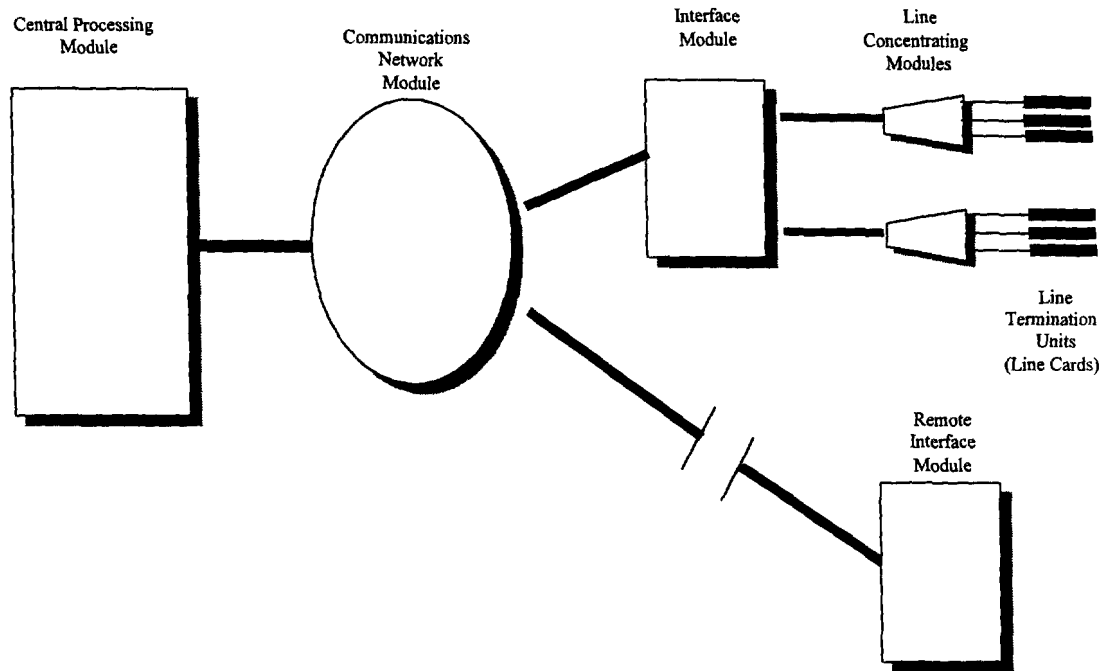 Central Processing
Module
Communications
Network
Module
Interface
Module
Line
Concentrating
Modules
Line
Termination
Units
(Line Cards)
Remote
Interface
Module